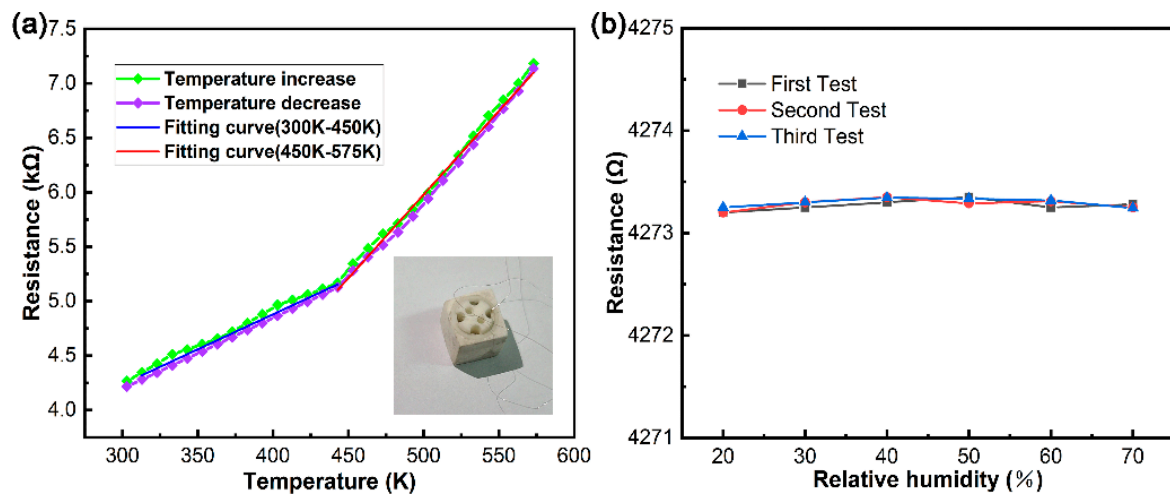 (a)
7.5
7.0
6.5
6.0
5.5
5.0
4.5
4.0
Resistance (kΩ)
Temperature increase
Temperature decrease
Fitting curve(300K-450K)
Fitting curve(450K-575K)
300 350 400 450 500 550 600
Temperature (K)
(b)
4275
4274
4273
4272
4271
Resistance (Ω)
First Test
Second Test
Third Test
20 30 40 50 60 70
Relative humidity (%)